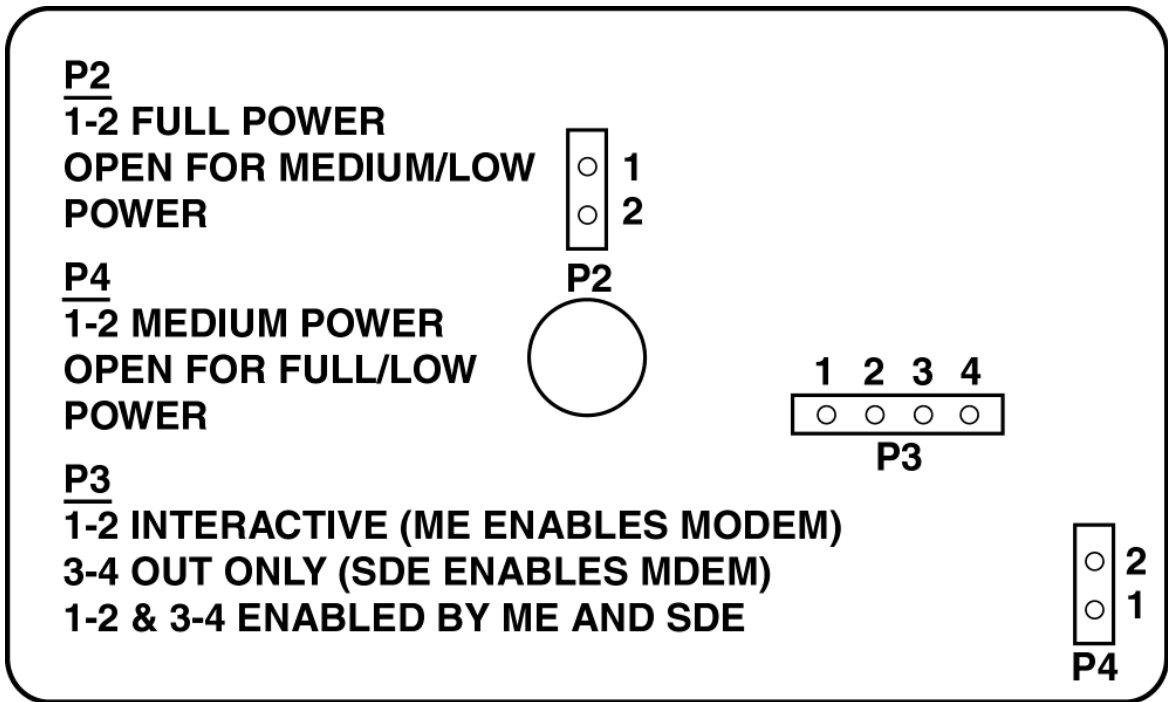 P2
1-2 FULL POWER
OPEN FOR MEDIUM/LOW
POWER
1
2
P2
P4
1-2 MEDIUM POWER
OPEN FOR FULL/LOW
POWER
1 2 3 4
P3
P3
1-2 INTERACTIVE (ME ENABLES MODEM)
3-4 OUT ONLY (SDE ENABLES MDEM)
1-2 & 3-4 ENABLED BY ME AND SDE
2
1
P4